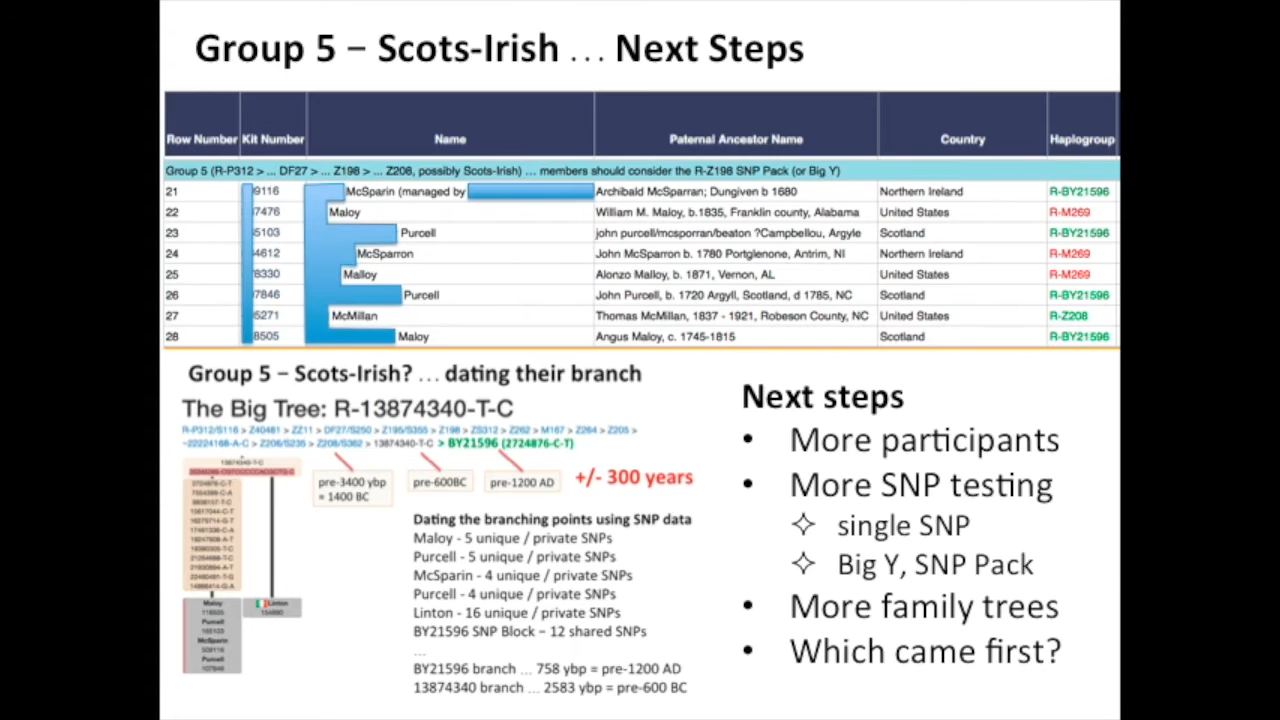 Group 5 – Scots-Irish … Next Steps
Row Number Kit Number Name Paternal Ancestor Name Country Haplogroup
Group 5 (R-P312 > ... DF27 > ... Z198 > ... Z208, possibly Scots-Irish) ... members should consider the R-Z198 SNP Pack (or Big Y)
21 9116 McSparin (managed by Archibald McSparran; Dungiven b 1680 Northern Ireland R-BY21596
22 7476 Maloy William M. Maloy, b.1835, Franklin county, Alabama United States R-M269
23 5103 Purcell john purcell/mcsporran/beaton ?Campbellou, Argyle Scotland R-BY21596
24 4612 McSparron John McSparron b. 1780 Portglenone, Antrim, NI Northern Ireland R-M269
25 8330 Malloy Alonzo Malloy, b. 1871, Vernon, AL United States R-M269
26 7846 Purcell John Purcell, b. 1720 Argyll, Scotland, d 1785, NC Scotland R-BY21596
27 5271 McMillan Thomas McMillan, 1837 - 1921, Robeson County, NC United States R-Z208
28 8505 Maloy Angus Maloy, c. 1745-1815 Scotland R-BY21596
Group 5 – Scots-Irish? … dating their branch
The Big Tree: R-13874340-T-C
R-P312/S116 > Z40481 > ZZ11 > DF27/S250 > Z195/S355 > Z198 > ZS312 > Z262 > M167 > Z264 > Z205 >
~22224168-A-C > Z206/S235 > Z208/S362 > 13874340-T-C > BY21596 (2724876-C-T)
13874340-T-C
pre-3400 ybp
= 1400 BC
pre-600BC
pre-1200 AD
+/- 300 years
Maloy
Purcell
McSparin
Purcell
Linton
Dating the branching points using SNP data
Maloy - 5 unique / private SNPs
Purcell - 5 unique / private SNPs
McSparin - 4 unique / private SNPs
Purcell - 4 unique / private SNPs
Linton - 16 unique / private SNPs
BY21596 SNP Block – 12 shared SNPs
…
BY21596 branch … 758 ybp = pre-1200 AD
13874340 branch … 2583 ybp = pre-600 BC
Next steps
• More participants
• More SNP testing
✧ single SNP
✧ Big Y, SNP Pack
• More family trees
• Which came first?